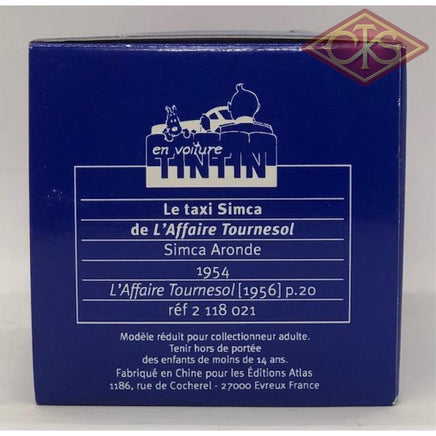 CTS
en voiture
TINTIN
Le taxi Simca
de L'Affaire Tournesol
Simca Aronde
1954
L'Affaire Tournesol [1956] p.20
réf 2 118 021
Modèle réduit pour collectionneur adulte.
Tenir hors de portée
des enfants de moins de 14 ans.
Fabriqué en Chine pour les Éditions Atlas
1186, rue de Cocherel - 27000 Evreux France